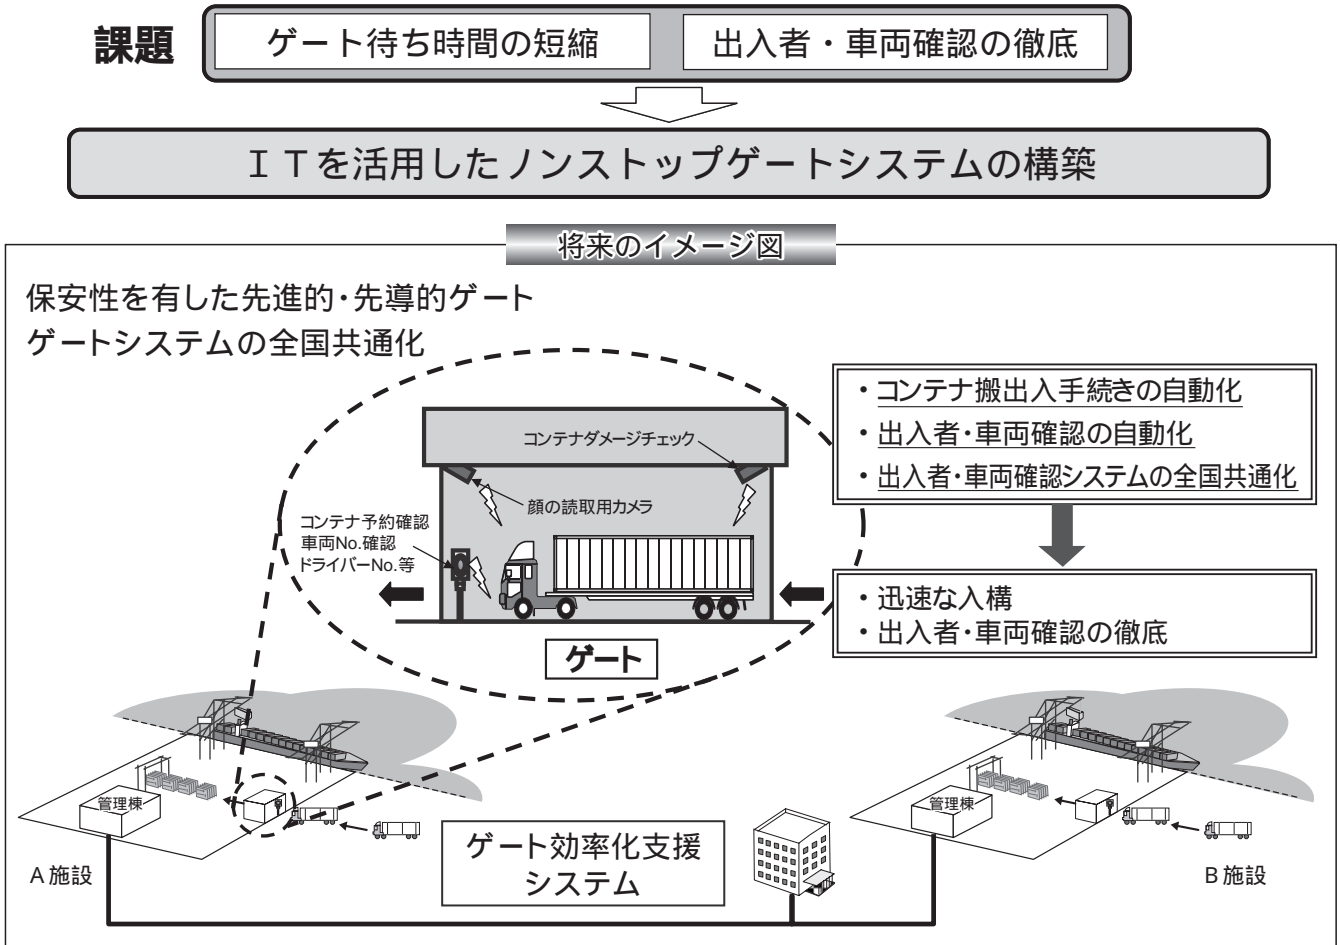 課題
ゲート待ち時間の短縮
出入者・車両確認の徹底
ＩＴを活用したノンストップゲートシステムの構築
将来のイメージ図
保安性を有した先進的・先導的ゲート
ゲートシステムの全国共通化
コンテナダメージチェック
顔の読取用カメラ
コンテナ予約確認
車両No.確認
ドライバーNo.等
ゲート
・コンテナ搬出入手続きの自動化
・出入者・車両確認の自動化
・出入者・車両確認システムの全国共通化
・迅速な入構
・出入者・車両確認の徹底
管理棟
A施設
ゲート効率化支援
システム
管理棟
B施設